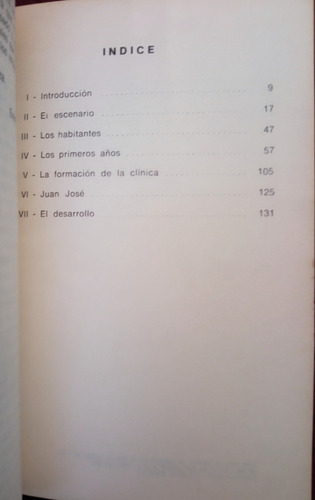 INDICE
I - Introducción 9
II - El escenario 17
III - Los habitantes 47
IV - Los primeros años 57
V - La formación de la clínica 105
VI - Juan José 125
VII - El desarrollo 131